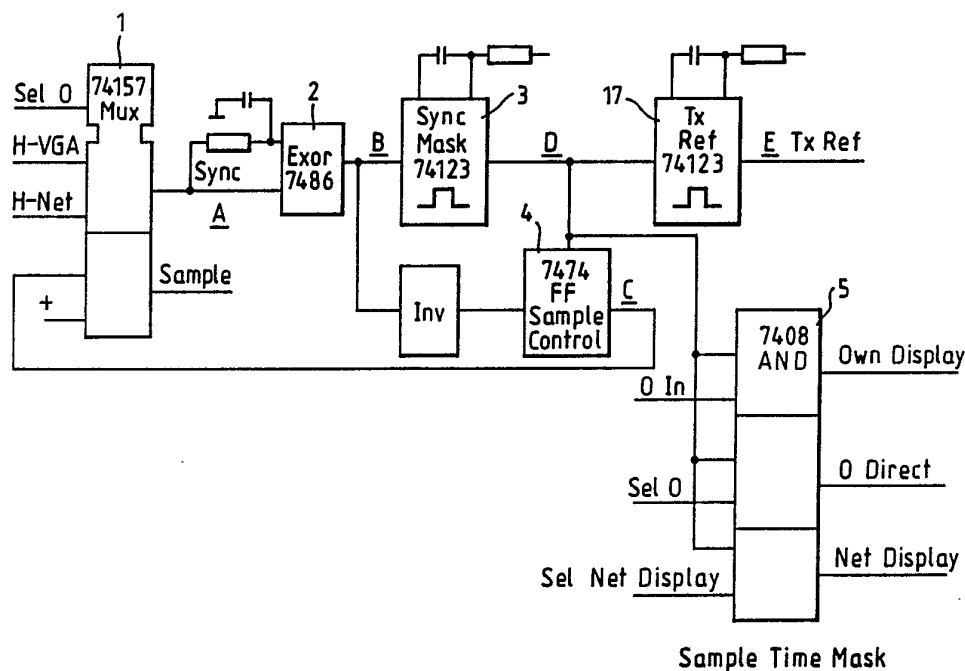 1
74157
Mux
Sel 0
H-VGA
H-Net
Sync
A
+
Sample
2
Exor
7486
B
3
Sync
Mask
74123
D
17
Tx
Ref
74123
E Tx Ref
Inv
4
7474
FF
Sample
Control
C
5
7408
AND
Own Display
0 In
0 Direct
Sel 0
Net Display
Sel Net Display
Sample Time Mask